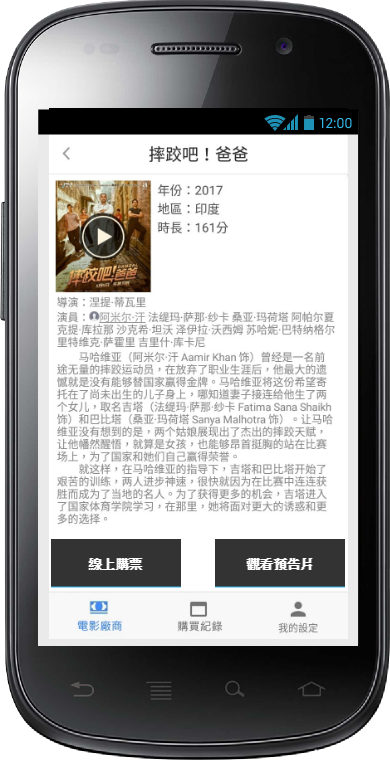 12:00
摔跤吧！爸爸
年份：2017
地區：印度
時長：161分
摔跤吧!爸爸
導演：涅提·蒂瓦里
演員：阿米尔·汗 法缇玛·萨那·纱卡 桑亚·玛荷塔 阿帕尔夏
克提·库拉那 沙克希·坦沃 泽伊拉·沃西姆 苏哈妮·巴特纳格尔
里特维克·萨霍里 吉里什·库卡尼
马哈维亚（阿米尔·汗 Aamir Khan 饰）曾经是一名前
途无量的摔跤运动员，在放弃了职业生涯后，他最大的遗
憾就是没有能够替国家赢得金牌。马哈维亚将这份希望寄
托在了尚未出生的儿子身上，哪知道妻子接连给他生了两
个女儿，取名吉塔（法缇玛·萨那·纱卡 Fatima Sana Shaikh
饰）和巴比塔（桑亚·玛荷塔 Sanya Malhotra 饰）。让马哈
维亚没有想到的是，两个姑娘展现出了杰出的摔跤天赋，
让他幡然醒悟，就算是女孩，也能够昂首挺胸的站在比赛
场上，为了国家和她们自己赢得荣誉。
就这样，在马哈维亚的指导下，吉塔和巴比塔开始了
艰苦的训练，两人进步神速，很快就因为在比赛中连连获
胜而成为了当地的名人。为了获得更多的机会，吉塔进入
了国家体育学院学习，在那里，她将面对更大的诱惑和更
多的选择。
線上購票 觀看預告片
電影廠商 購買紀錄 我的設定